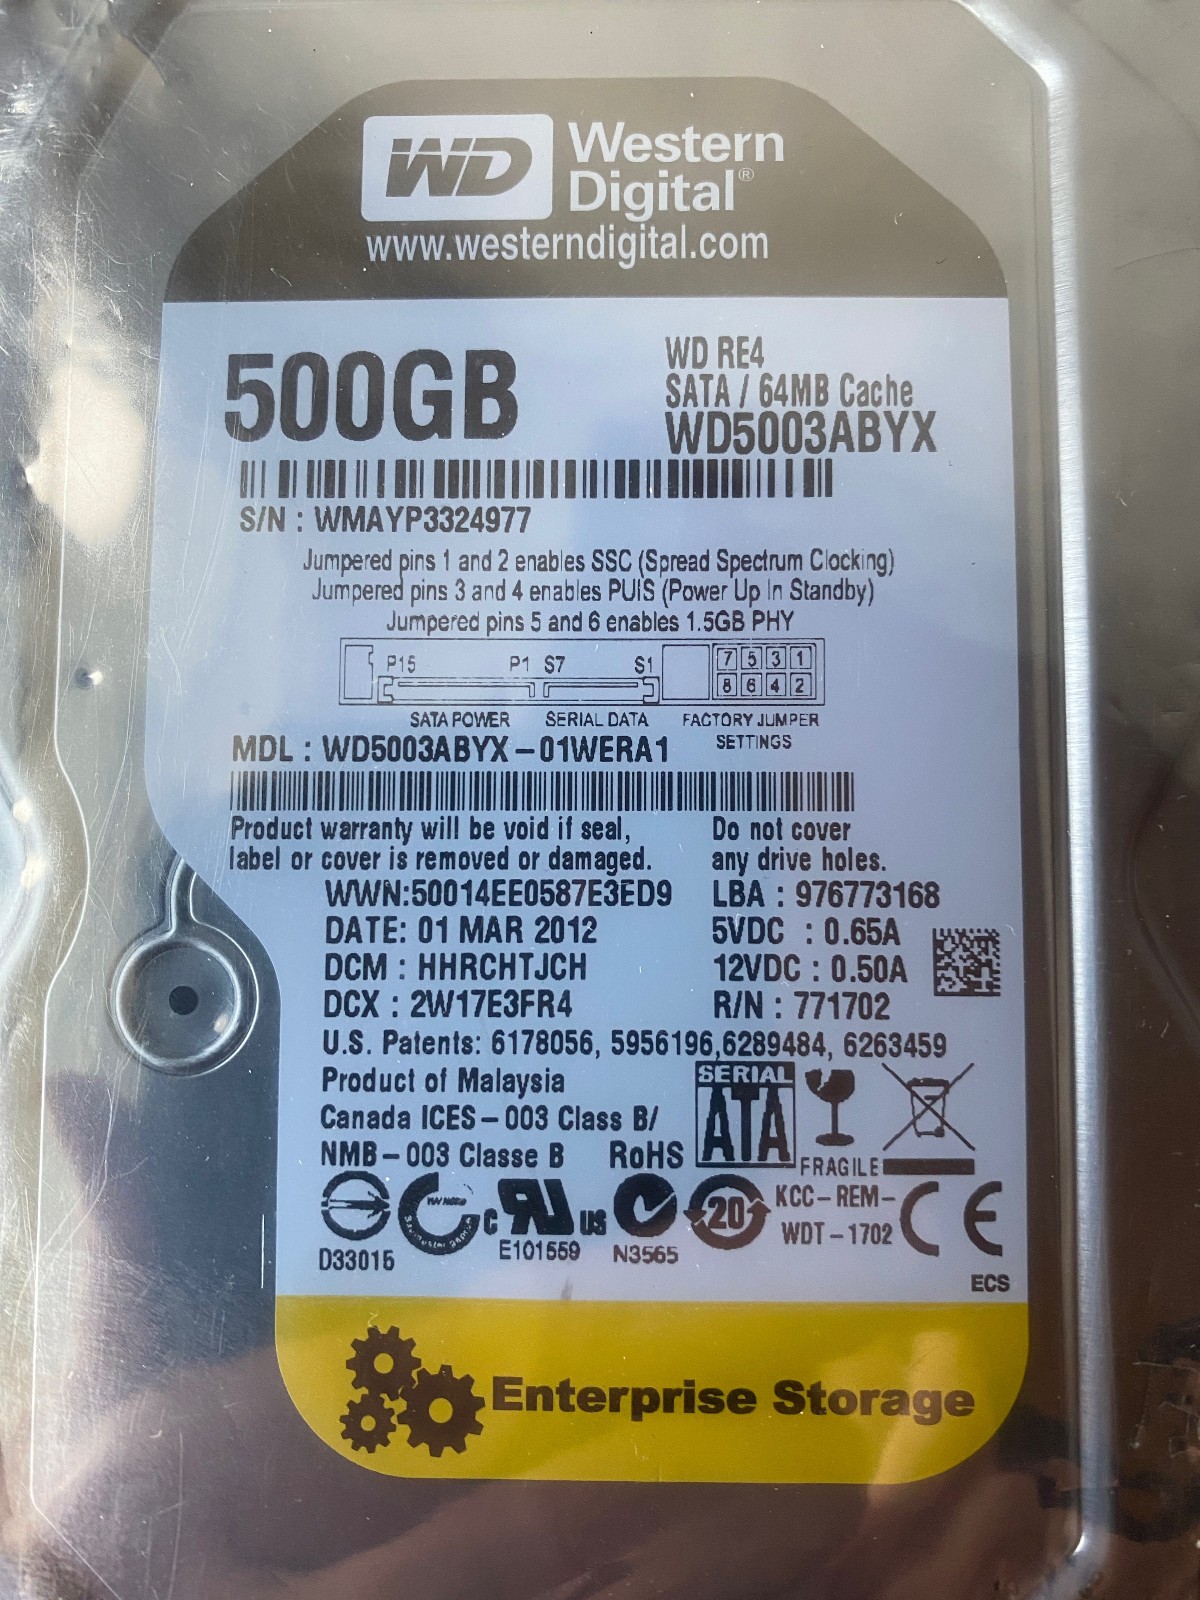 WD Western
Digital®
www.westerndigital.com
500GB
WD RE4
SATA / 64MB Cache
WD5003ABYX
S/N : WMAYP3324977
Jumpered pins 1 and 2 enables SSC (Spread Spectrum Clocking)
Jumpered pins 3 and 4 enables PUIS (Power Up In Standby)
Jumpered pins 5 and 6 enables 1.5GB PHY
P15 P1 S7 S1 7 5 3 1
8 6 4 2
SATA POWER SERIAL DATA FACTORY JUMPER
SETTINGS
MDL : WD5003ABYX-01WERA1
Product warranty will be void if seal,
label or cover is removed or damaged.
Do not cover
any drive holes.
WWN:50014EE0587E3ED9 LBA : 976773168
DATE: 01 MAR 2012 5VDC : 0.65A
DCM : HHRCHTJCH 12VDC : 0.50A
DCX : 2W17E3FR4 R/N : 771702
U.S. Patents: 6178056, 5956196,6289484, 6263459
Product of Malaysia
Canada ICES-003 Class B/
NMB-003 Classe B RoHS
SERIAL
ATA
FRAGILE
D33015
c RU US
E101559
N3565
20
KCC-REM-
WDT-1702
CE
ECS
Enterprise Storage